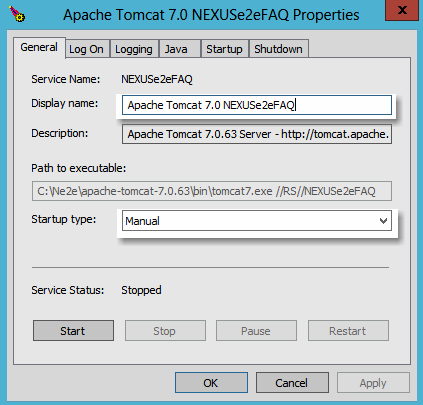 Apache Tomcat 7.0 NEXUSe2eFAQ Properties
General Log On Logging Java Startup Shutdown
Service Name: NEXUSe2eFAQ
Display name: Apache Tomcat 7.0 NEXUSe2eFAQ
Description: Apache Tomcat 7.0.63 Server - http://tomcat.apache.
Path to executable:
C:\Ne2e\apache-tomcat-7.0.63\bin\tomcat7.exe //RS//NEXUSe2eFAQ
Startup type: Manual
Service Status: Stopped
Start Stop Pause Restart
OK Cancel Apply